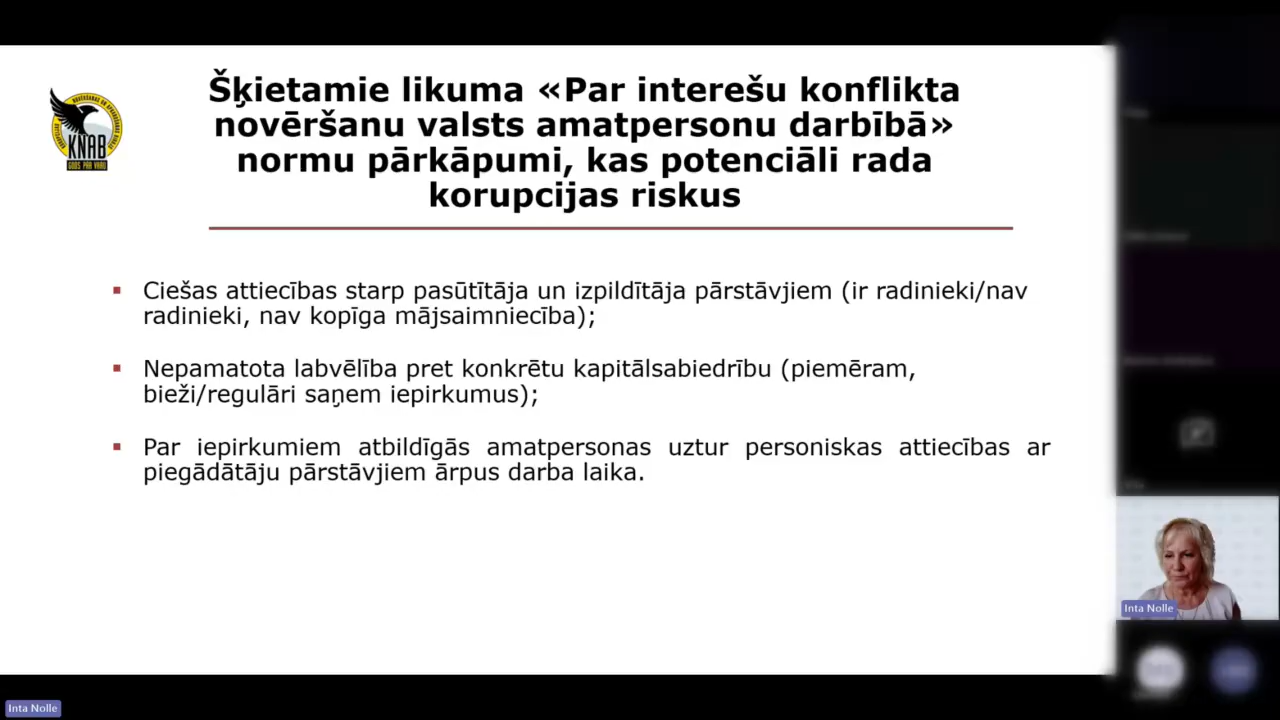 Šķietamie likuma «Par interešu konflikta
novēršanu valsts amatpersonu darbībā»
normu pārkāpumi, kas potenciāli rada
korupcijas riskus
KNAB
▪ Ciešas attiecības starp pasūtītāja un izpildītāja pārstāvjiem (ir radinieki/nav
radinieki, nav kopīga mājsaimniecība);
▪ Nepamatota labvēlība pret konkrētu kapitālsabiedrību (piemēram,
bieži/regulāri saņem iepirkumus);
▪ Par iepirkumiem atbildīgās amatpersonas uztur personiskas attiecības ar
piegādātāju pārstāvjiem ārpus darba laika.
Inta Nolle
Inta Nolle